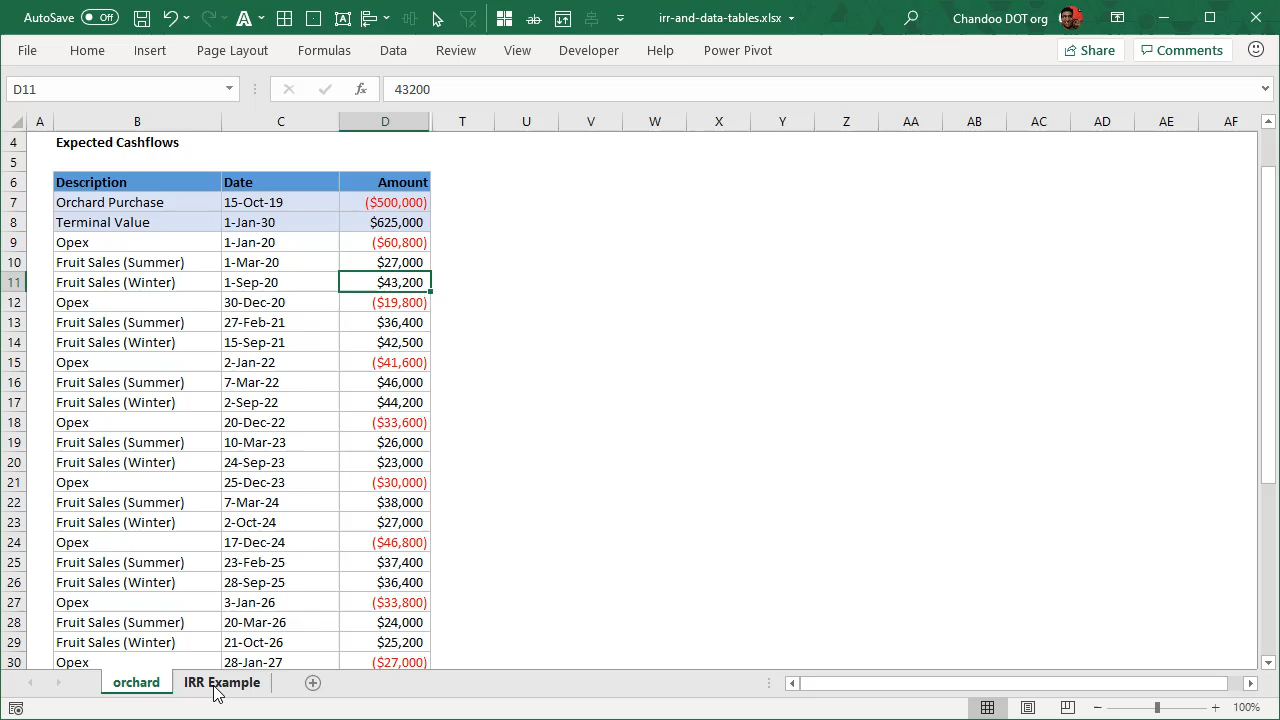 AutoSave Off irr-and-data-tables.xlsx Chandoo DOT org
File Home Insert Page Layout Formulas Data Review View Developer Help Power Pivot Share Comments
D11 fx 43200
A B C D T U V W X Y Z AA AB AC AD AE AF
4 Expected Cashflows
5
6 Description Date Amount
7 Orchard Purchase 15-Oct-19 ($500,000)
8 Terminal Value 1-Jan-30 $625,000
9 Opex 1-Jan-20 ($60,800)
10 Fruit Sales (Summer) 1-Mar-20 $27,000
11 Fruit Sales (Winter) 1-Sep-20 $43,200
12 Opex 30-Dec-20 ($19,800)
13 Fruit Sales (Summer) 27-Feb-21 $36,400
14 Fruit Sales (Winter) 15-Sep-21 $42,500
15 Opex 2-Jan-22 ($41,600)
16 Fruit Sales (Summer) 7-Mar-22 $46,000
17 Fruit Sales (Winter) 2-Sep-22 $44,200
18 Opex 20-Dec-22 ($33,600)
19 Fruit Sales (Summer) 10-Mar-23 $26,000
20 Fruit Sales (Winter) 24-Sep-23 $23,000
21 Opex 25-Dec-23 ($30,000)
22 Fruit Sales (Summer) 7-Mar-24 $38,000
23 Fruit Sales (Winter) 2-Oct-24 $27,000
24 Opex 17-Dec-24 ($46,800)
25 Fruit Sales (Summer) 23-Feb-25 $37,400
26 Fruit Sales (Winter) 28-Sep-25 $36,400
27 Opex 3-Jan-26 ($33,800)
28 Fruit Sales (Summer) 20-Mar-26 $24,000
29 Fruit Sales (Winter) 21-Oct-26 $25,200
30 Opex 28-Jan-27 ($27,000)
orchard IRR Example
100%